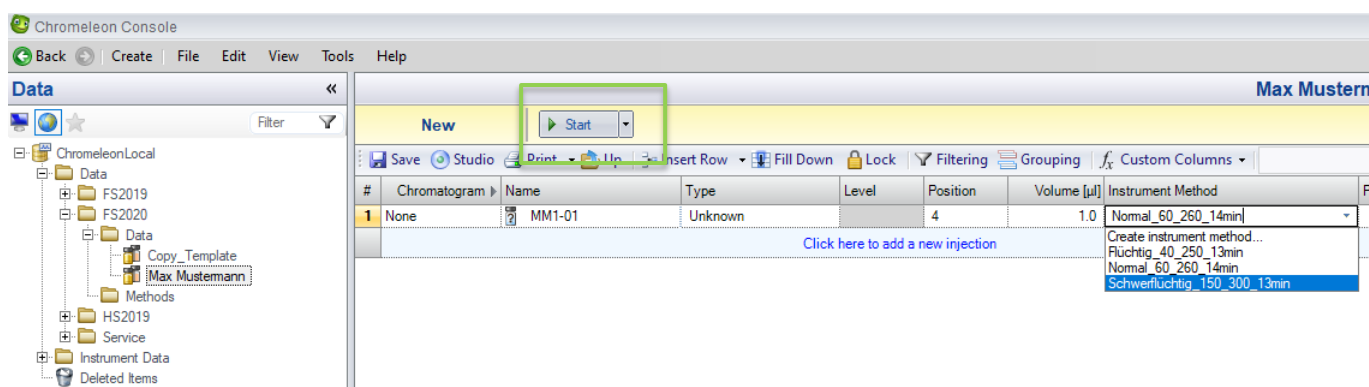 Chromeleon Console
Back Create File Edit View Tools Help
Data «
Max Mustern
Filter
New Start
Save Studio Print Up Insert Row Fill Down Lock Filtering Grouping fx Custom Columns
ChromeleonLocal
Data
FS2019
FS2020
Data
Copy_Template
Max Mustermann
Methods
HS2019
Service
Instrument Data
Deleted Items
# Chromatogram Name Type Level Position Volume [µl] Instrument Method
1 None MM1-01 Unknown 4 1.0 Normal_60_260_14min
Click here to add a new injection
Create instrument method...
Flüchtig_40_250_13min
Normal_60_260_14min
Schwerflüchtig_150_300_13min